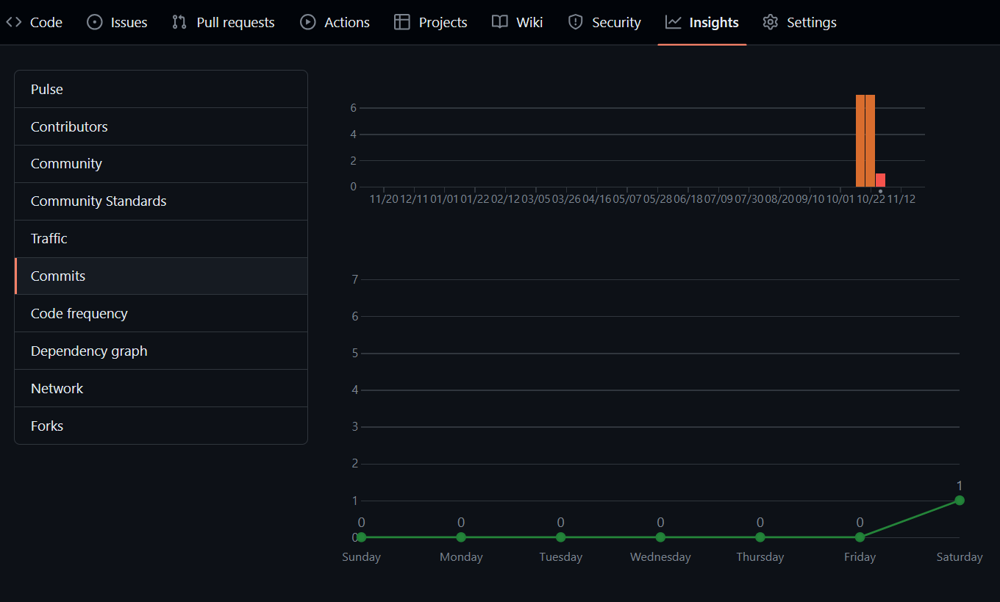 Code Issues Pull requests Actions Projects Wiki Security Insights Settings
Pulse
Contributors
Community
Community Standards
Traffic
Commits
Code frequency
Dependency graph
Network
Forks
6
4
2
0
11/20 12/11 01/01 01/22 02/12 03/05 03/26 04/16 05/07 05/28 06/18 07/09 07/30 08/20 09/10 10/01 10/22 11/12
7
6
5
4
3
2
1
1
0 0 0 0 0 0
0
Sunday Monday Tuesday Wednesday Thursday Friday Saturday